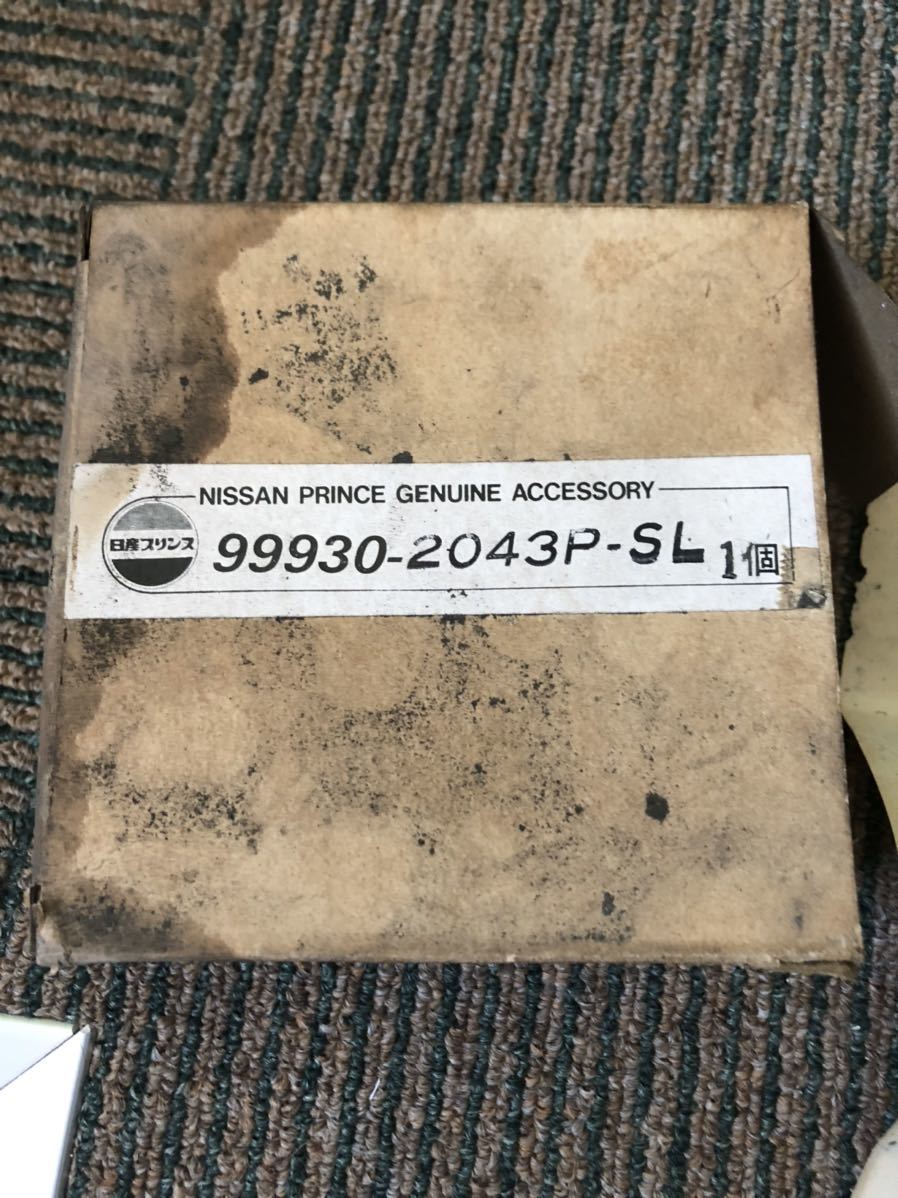 NISSAN PRINCE GENUINE ACCESSORY
日産プリンス
99930-2043P-SL 1個